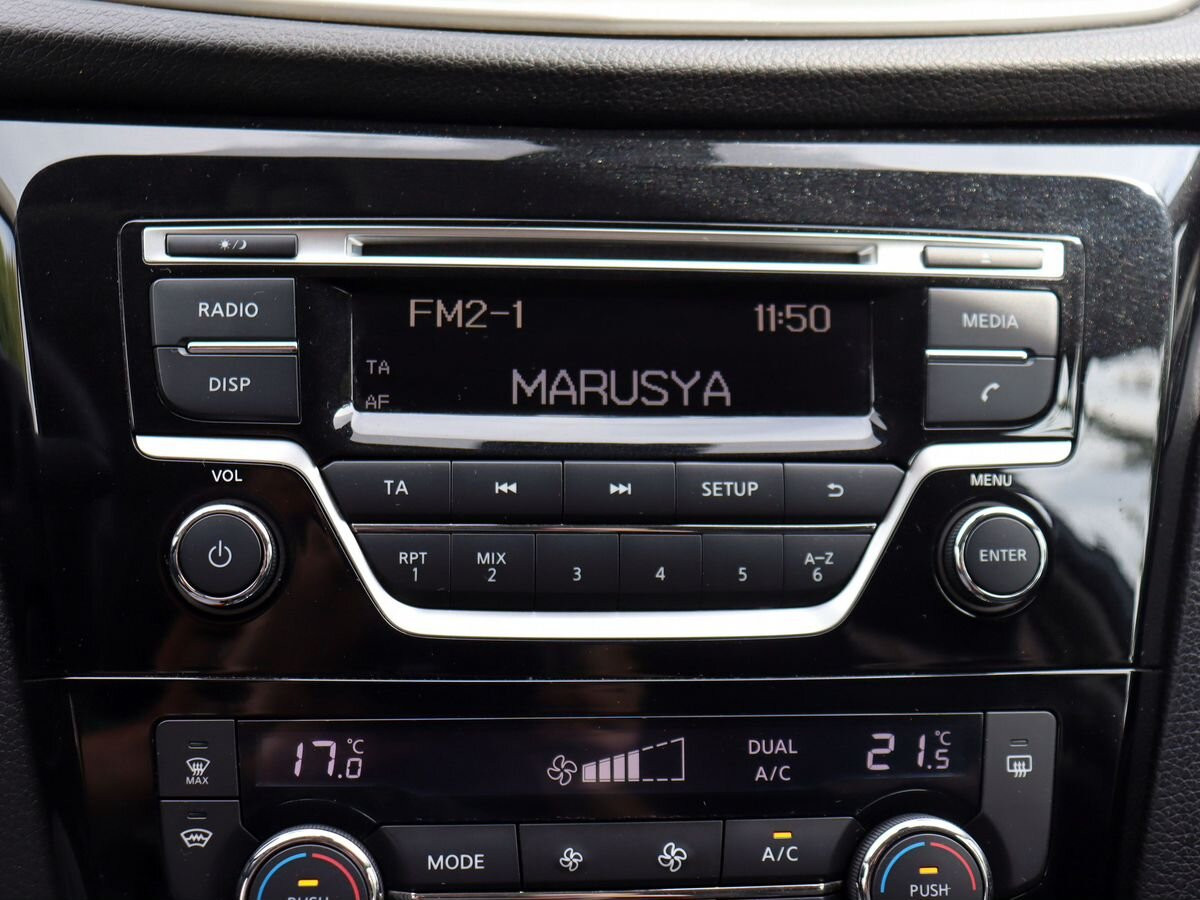 RADIO
FM2-1 11:50
MEDIA
DISP
TA
AF
MARUSYA
VOL
TA
SETUP
MENU
RPT
1
MIX
2
3
4
5
A-Z
6
ENTER
MAX
17.0 °C
DUAL
A/C
21.5 °C
MODE
A/C
PUSH
PUSH